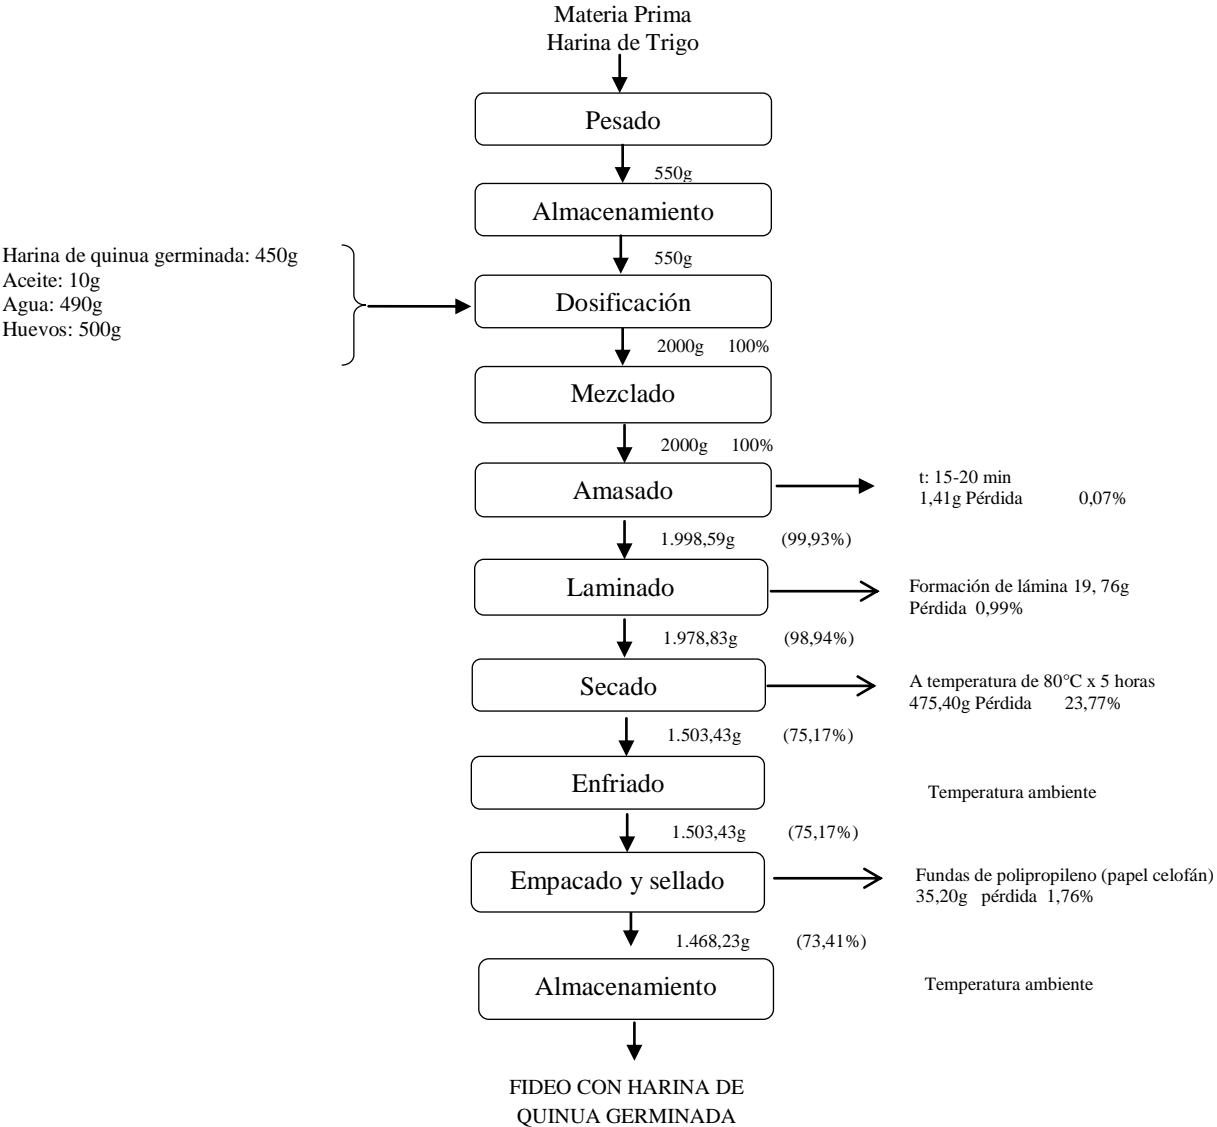 Materia Prima
Harina de Trigo
Pesado
550g
Almacenamiento
550g
Harina de quinua germinada: 450g
Aceite: 10g
Agua: 490g
Huevos: 500g
Dosificación
2000g 100%
Mezclado
2000g 100%
Amasado
t: 15-20 min
1,41g Pérdida 0,07%
1.998,59g (99,93%)
Laminado
Formación de lámina 19, 76g
Pérdida 0,99%
1.978,83g (98,94%)
Secado
A temperatura de 80°C x 5 horas
475,40g Pérdida 23,77%
1.503,43g (75,17%)
Enfriado
Temperatura ambiente
1.503,43g (75,17%)
Empacado y sellado
Fundas de polipropileno (papel celofán)
35,20g pérdida 1,76%
1.468,23g (73,41%)
Almacenamiento
Temperatura ambiente
FIDEO CON HARINA DE
QUINUA GERMINADA